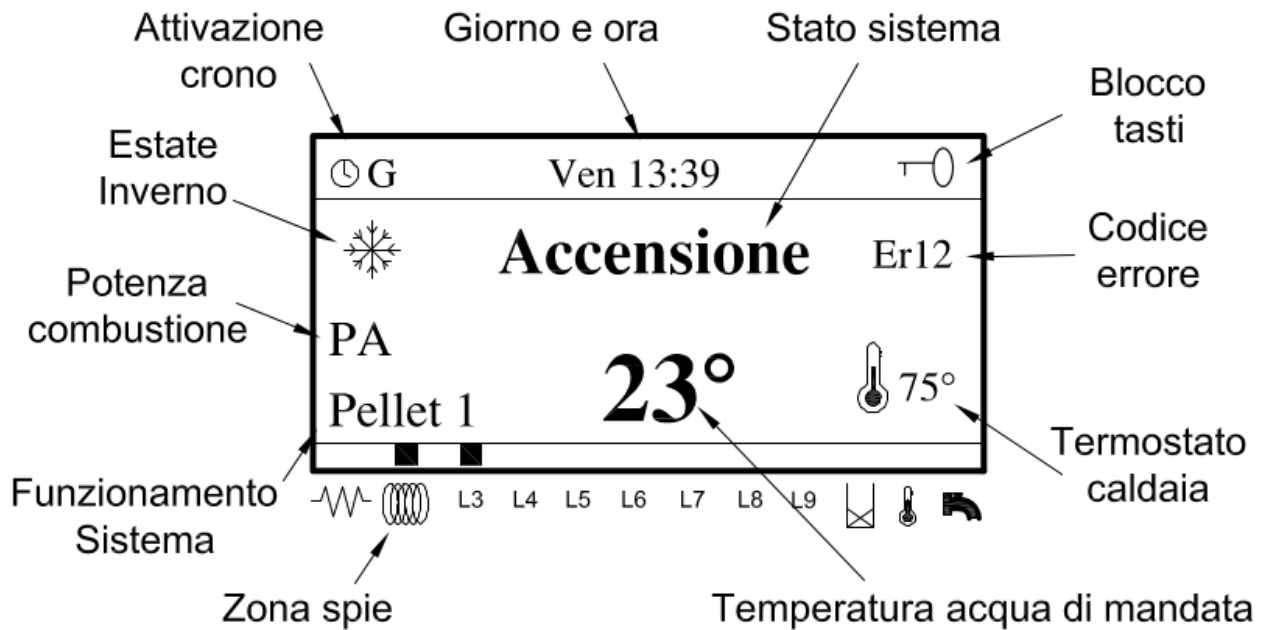 Attivazione
crono
Giorno e ora
Stato sistema
Blocco
tasti
Estate
Inverno
G
Ven 13:39
Accensione
Er12
Codice
errore
Potenza
combustione
PA
23°
75°
Pellet 1
Termostato
caldaia
Funzionamento
Sistema
L3 L4 L5 L6 L7 L8 L9
Zona spie
Temperatura acqua di mandata